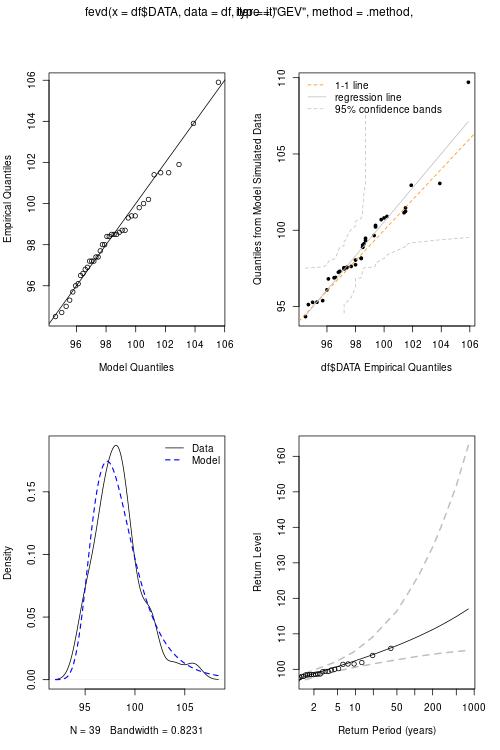 fevd(x = df$DATA, data = df, type = "GEV", method = .method,
106
104
102
100
98
96
Empirical Quantiles
96 98 100 102 104 106
Model Quantiles
110
105
100
95
Quantiles from Model Simulated Data
1-1 line
regression line
95% confidence bands
96 98 100 102 104 106
df$DATA Empirical Quantiles
0.15
0.10
0.05
0.00
Density
Data
Model
95 100 105
N = 39 Bandwidth = 0.8231
160
150
140
130
120
110
100
Return Level
2 5 10 50 200 1000
Return Period (years)